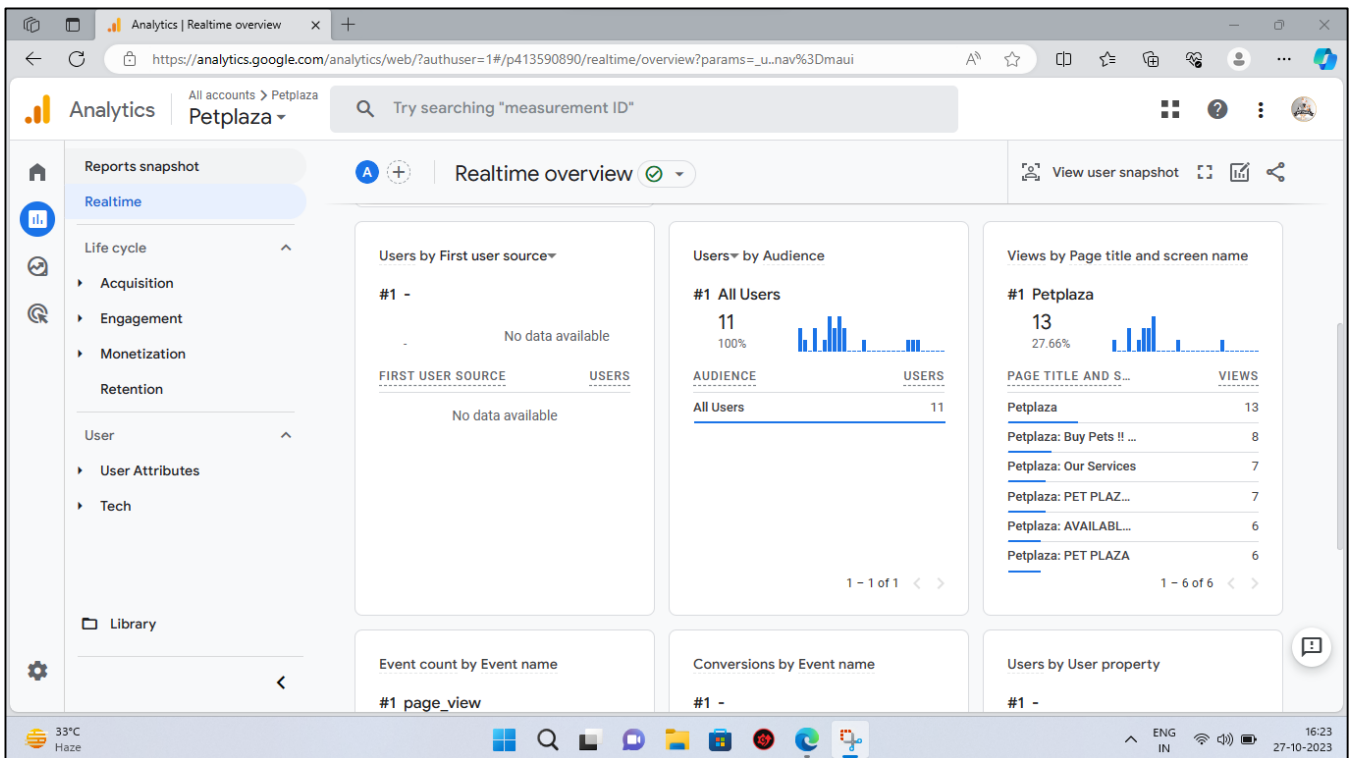 Analytics | Realtime overview
https://analytics.google.com/analytics/web/?authuser=1#/p413590890/realtime/overview?params=_u..nav%3Dmaui
Analytics
All accounts > Petplaza
Petplaza
Try searching "measurement ID"
Reports snapshot
Realtime
Life cycle
Acquisition
Engagement
Monetization
Retention
User
User Attributes
Tech
Library
A
Realtime overview
View user snapshot
Users by First user source
#1 -
-
No data available
FIRST USER SOURCE USERS
No data available
Users by Audience
#1 All Users
11
100%
AUDIENCE USERS
All Users 11
1 – 1 of 1
Views by Page title and screen name
#1 Petplaza
13
27.66%
PAGE TITLE AND S... VIEWS
Petplaza 13
Petplaza: Buy Pets !! ... 8
Petplaza: Our Services 7
Petplaza: PET PLAZ... 7
Petplaza: AVAILABL... 6
Petplaza: PET PLAZA 6
1 – 6 of 6
Event count by Event name
#1 page_view
Conversions by Event name
#1 -
Users by User property
#1 -
33°C
Haze
ENG
IN
16:23
27-10-2023